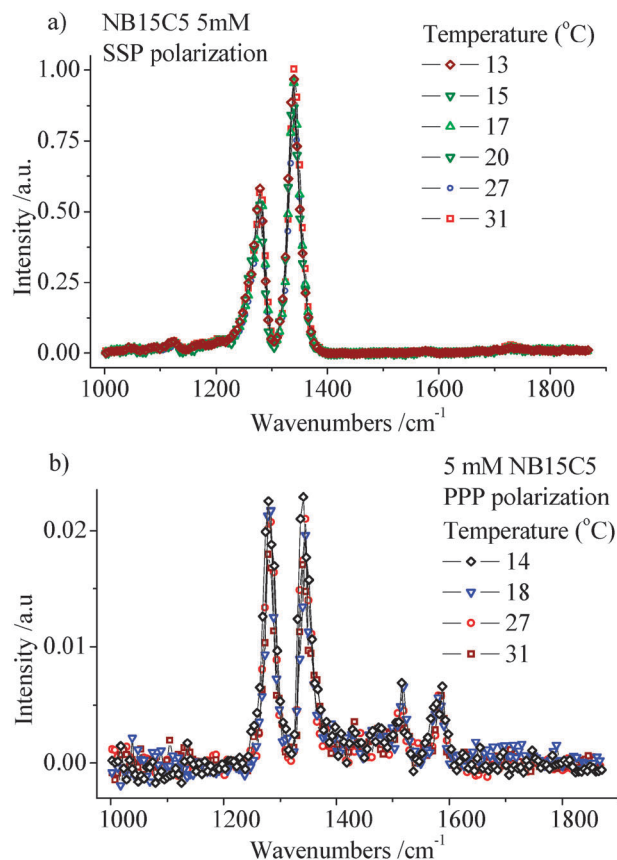 a) NB15C5 5mM
SSP polarization
Temperature (°C)
13
15
17
20
27
31
1.00
0.75
0.50
0.25
0.00
Intensity /a.u.
1000 1200 1400 1600 1800
Wavenumbers /cm⁻¹
b) 5 mM NB15C5
PPP polarization
Temperature (°C)
14
18
27
31
0.02
0.01
0.00
Intensity /a.u
1000 1200 1400 1600 1800
Wavenumbers /cm⁻¹